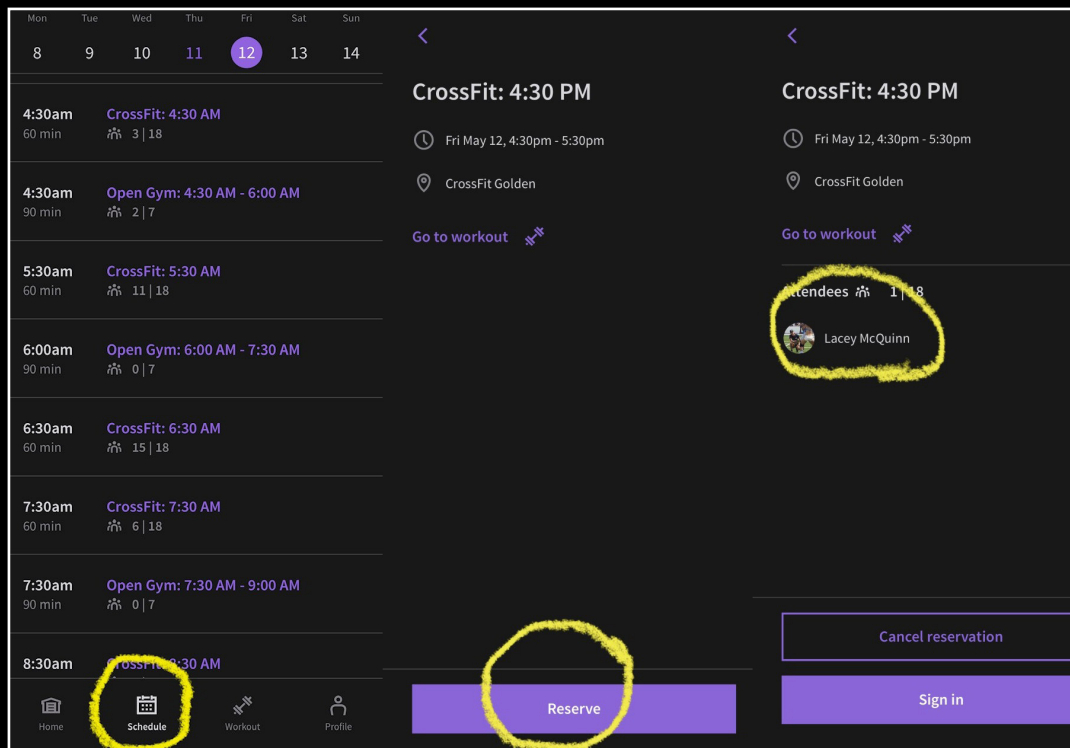 Mon Tue Wed Thu Fri Sat Sun
8 9 10 11 12 13 14
4:30am CrossFit: 4:30 AM
60 min 3 | 18
4:30am Open Gym: 4:30 AM - 6:00 AM
90 min 2 | 7
5:30am CrossFit: 5:30 AM
60 min 11 | 18
6:00am Open Gym: 6:00 AM - 7:30 AM
90 min 0 | 7
6:30am CrossFit: 6:30 AM
60 min 15 | 18
7:30am CrossFit: 7:30 AM
60 min 6 | 18
7:30am Open Gym: 7:30 AM - 9:00 AM
90 min 0 | 7
8:30am CrossFit: 8:30 AM
Home Schedule Workout Profile
CrossFit: 4:30 PM
Fri May 12, 4:30pm - 5:30pm
CrossFit Golden
Go to workout
Reserve
CrossFit: 4:30 PM
Fri May 12, 4:30pm - 5:30pm
CrossFit Golden
Go to workout
Attendees 1 | 18
Lacey McQuinn
Cancel reservation
Sign in